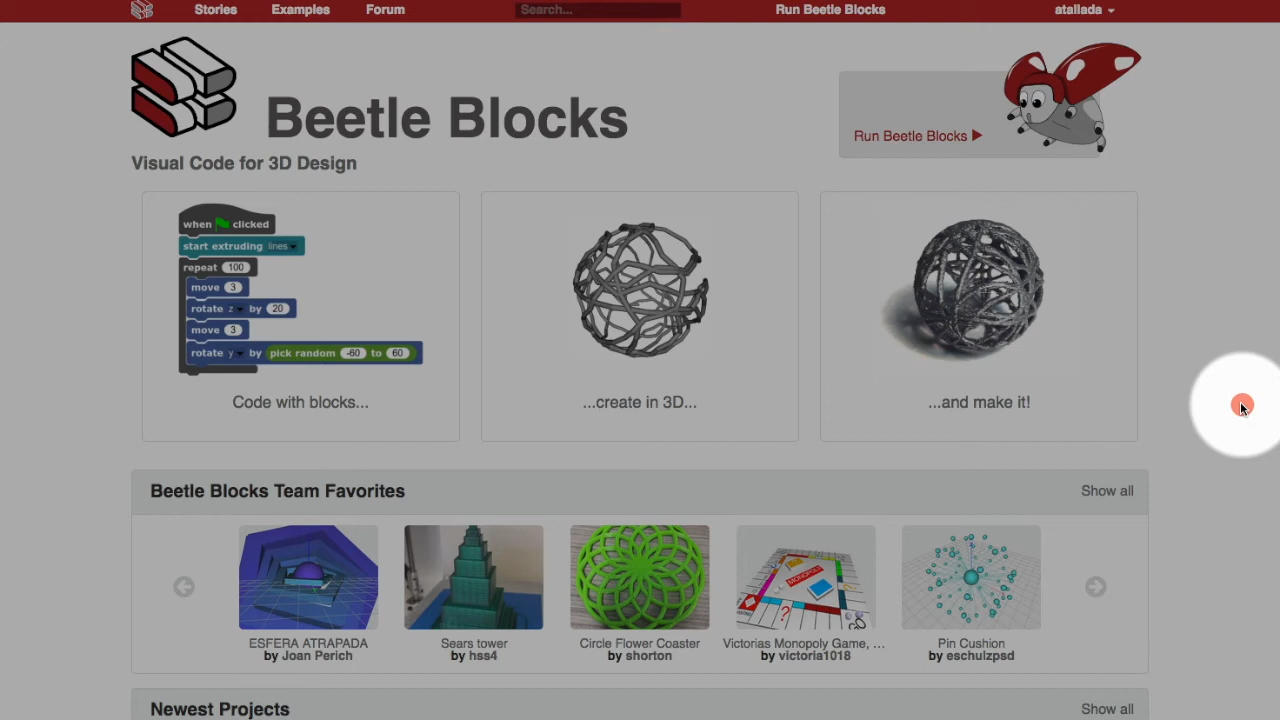 Stories Examples Forum Search... Run Beetle Blocks atallada
Beetle Blocks
Run Beetle Blocks
Visual Code for 3D Design
when clicked
start extruding lines
repeat 100
move 3
rotate z by 20
move 3
rotate y by pick random -60 to 60
Code with blocks...
...create in 3D...
...and make it!
Beetle Blocks Team Favorites Show all
MONOPOLY
?
ESFERA ATRAPADA
by Joan Perich
Sears tower
by hss4
Circle Flower Coaster
by shorton
Victorias Monopoly Game, ...
by victoria1018
Pin Cushion
by eschulzpsd
Newest Projects Show all